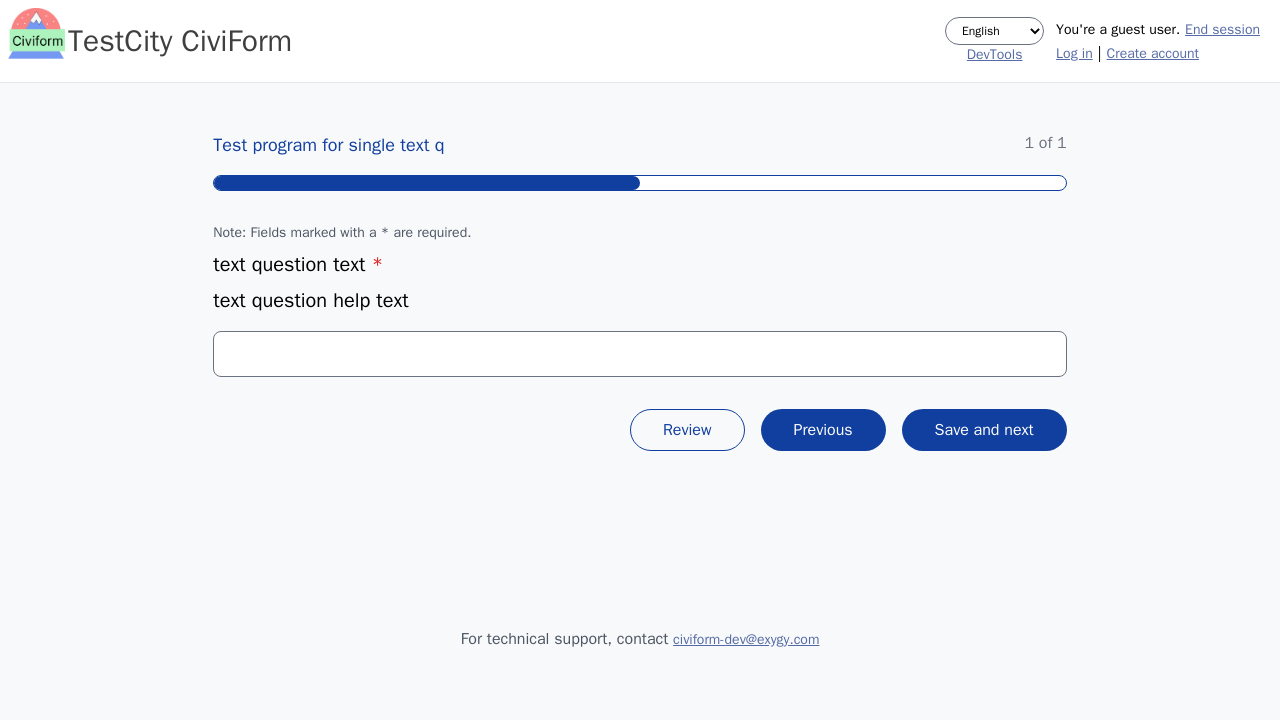 Civiform
TestCity CiviForm
English
DevTools
You're a guest user. End session
Log in | Create account
Test program for single text q
1 of 1
Note: Fields marked with a * are required.
text question text *
text question help text
Review
Previous
Save and next
For technical support, contact civiform-dev@exygy.com